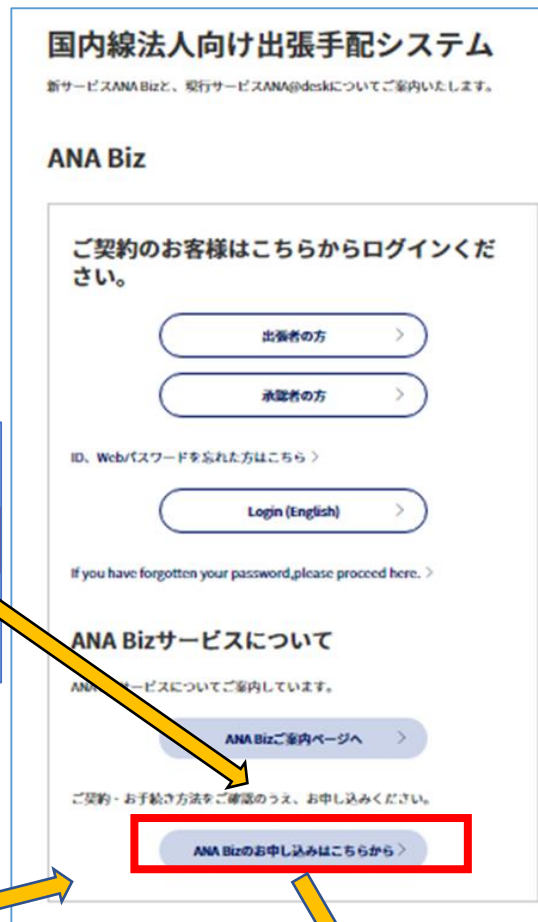 国内線法人向け出張手配システム
新サービスANA Bizと、現行サービスANA@deskについてご案内いたします。
ANA Biz
ご契約のお客様はこちらからログインくだ
さい。
出張者の方
承認者の方
ID、Webパスワードを忘れた方はこちら
Login (English)
If you have forgotten your password,please proceed here.
ANA Bizサービスについて
ANA サービスについてご案内しています。
ANA Bizご案内ページへ
ご契約・お手続き方法をご確認のうえ、お申し込みください。
ANA Bizのお申し込みはこちらから